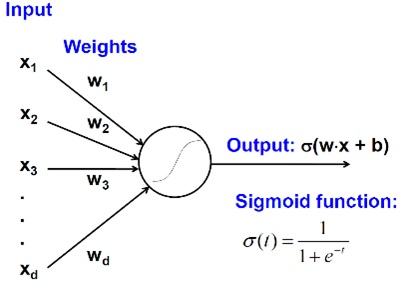 Input
Weights
x1
w1
x2
w2
x3
w3
.
.
.
xd
wd
Output: σ(w·x + b)
Sigmoid function:
σ(t) = 1 / (1 + e^-t)